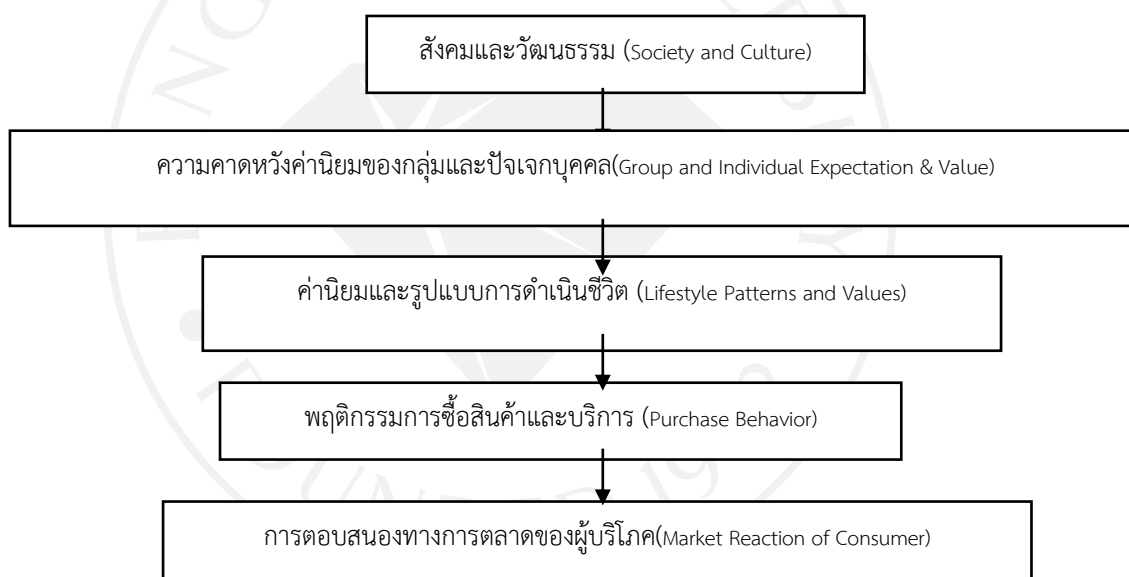 สังคมและวัฒนธรรม (Society and Culture)
ความคาดหวังค่านิยมของกลุ่มและปัจเจกบุคคล(Group and Individual Expectation & Value)
ค่านิยมและรูปแบบการดำเนินชีวิต (Lifestyle Patterns and Values)
พฤติกรรมการซื้อสินค้าและบริการ (Purchase Behavior)
การตอบสนองทางการตลาดของผู้บริโภค(Market Reaction of Consumer)